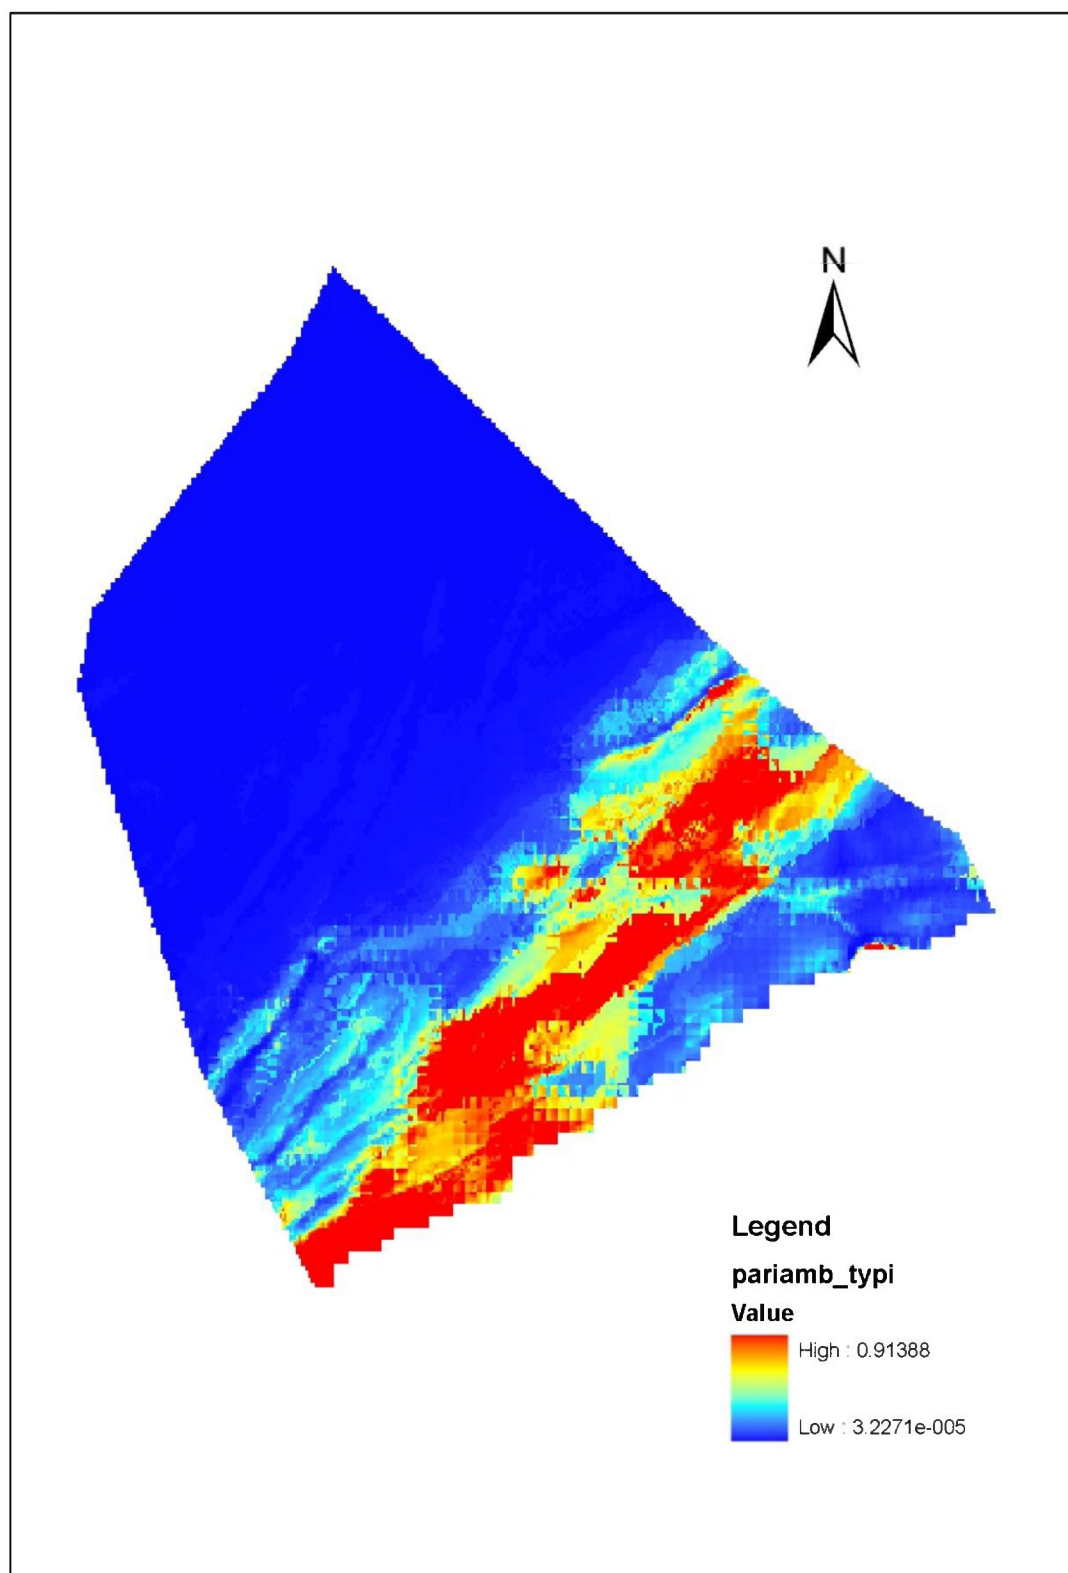 N
Legend
pariamb_typi
Value
High : 0.91388
Low : 3.2271e-005